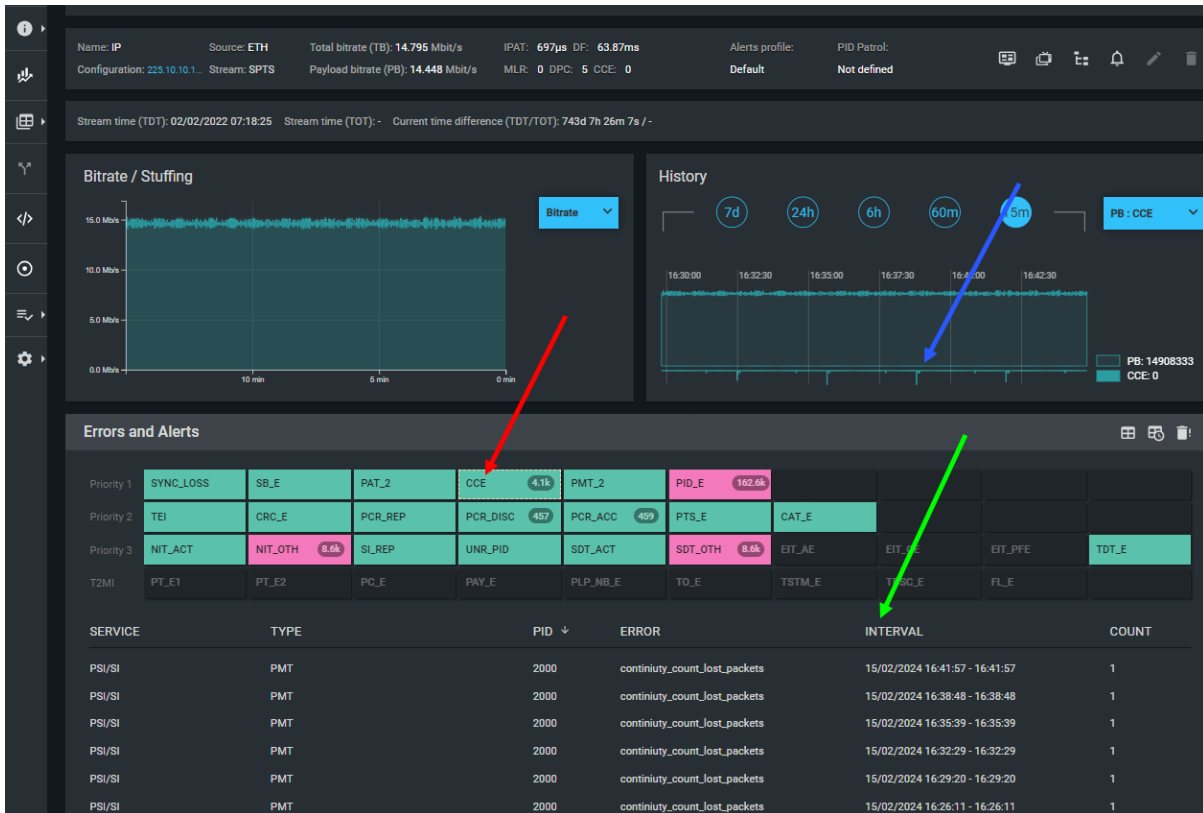 Name: IP Source: ETH Total bitrate (TB): 14.795 Mbit/s IPAT: 697µs DF: 63.87ms Alerts profile: PID Patrol:
Configuration: 225.10.10.1... Stream: SPTS Payload bitrate (PB): 14.448 Mbit/s MLR: 0 DPC: 5 CCE: 0 Default Not defined
Stream time (TDT): 02/02/2022 07:18:25 Stream time (TOT): - Current time difference (TDT/TOT): 743d 7h 26m 7s / -
Bitrate / Stuffing
Bitrate
15.0 Mb/s
10.0 Mb/s
5.0 Mb/s
0.0 Mb/s
10 min 5 min 0 min
History
7d 24h 6h 60m 15m PB : CCE
16:30:00 16:32:30 16:35:00 16:37:30 16:40:00 16:42:30
PB: 14908333
CCE: 0
Errors and Alerts
Priority 1 SYNC_LOSS SB_E PAT_2 CCE 4.1k PMT_2 PID_E 162.6k
Priority 2 TEI CRC_E PCR_REP PCR_DISC 457 PCR_ACC 459 PTS_E CAT_E
Priority 3 NIT_ACT NIT_OTH 8.6k SI_REP UNR_PID SDT_ACT SDT_OTH 8.6k EIT_AE EIT_OE EIT_PFE TDT_E
T2MI PT_E1 PT_E2 PC_E PAY_E PLP_NB_E TO_E TSTM_E FL_E
SERVICE TYPE PID ERROR INTERVAL COUNT
PSI/SI PMT 2000 continiuty_count_lost_packets 15/02/2024 16:41:57 - 16:41:57 1
PSI/SI PMT 2000 continiuty_count_lost_packets 15/02/2024 16:38:48 - 16:38:48 1
PSI/SI PMT 2000 continiuty_count_lost_packets 15/02/2024 16:35:39 - 16:35:39 1
PSI/SI PMT 2000 continiuty_count_lost_packets 15/02/2024 16:32:29 - 16:32:29 1
PSI/SI PMT 2000 continiuty_count_lost_packets 15/02/2024 16:29:20 - 16:29:20 1
PSI/SI PMT 2000 continiuty_count_lost_packets 15/02/2024 16:26:11 - 16:26:11 1